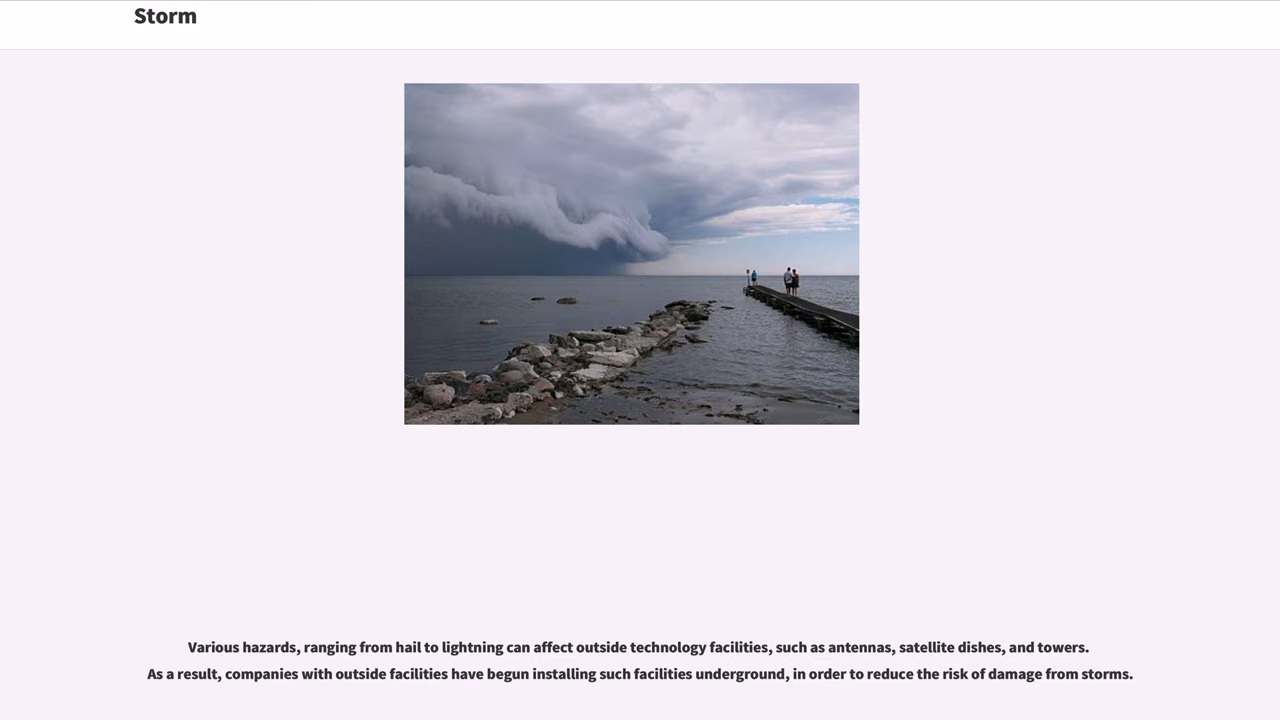 Storm
Various hazards, ranging from hail to lightning can affect outside technology facilities, such as antennas, satellite dishes, and towers.
As a result, companies with outside facilities have begun installing such facilities underground, in order to reduce the risk of damage from storms.